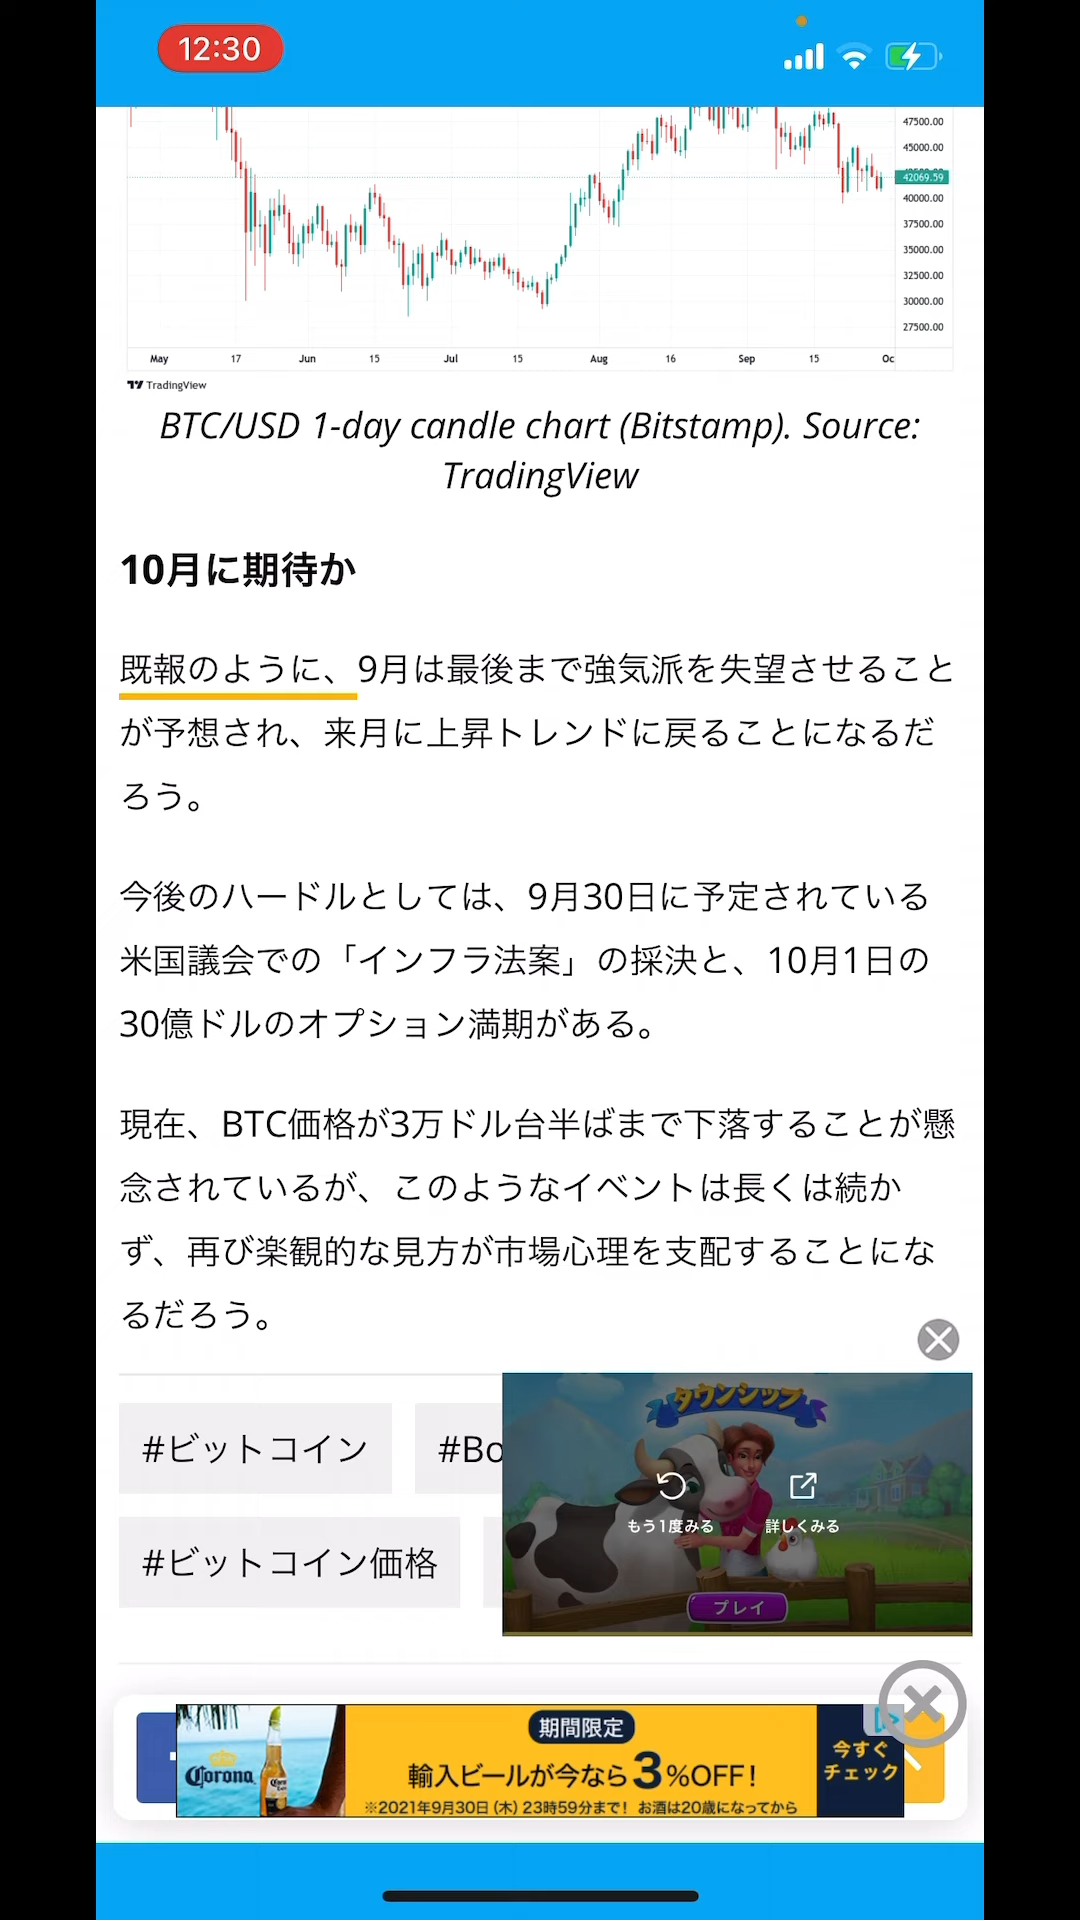 12:30
47500.00
45000.00
42069.59
40000.00
37500.00
35000.00
32500.00
30000.00
27500.00
May 17 Jun 15 Jul 15 Aug 16 Sep 15 Oc
TradingView
BTC/USD 1-day candle chart (Bitstamp). Source:
TradingView
10月に期待か
既報のように、9月は最後まで強気派を失望させること
が予想され、来月に上昇トレンドに戻ることになるだ
ろう。
今後のハードルとしては、9月30日に予定されている
米国議会での「インフラ法案」の採決と、10月1日の
30億ドルのオプション満期がある。
現在、BTC価格が3万ドル台半ばまで下落することが懸
念されているが、このようなイベントは長くは続か
ず、再び楽観的な見方が市場心理を支配することにな
るだろう。
#ビットコイン #Bo
#ビットコイン価格
タウンシップ
もう1度みる 詳しくみる
プレイ
Corona
期間限定
輸入ビールが今なら3%OFF!
※2021年9月30日(木)23時59分まで! お酒は20歳になってから
今すぐ
チェック